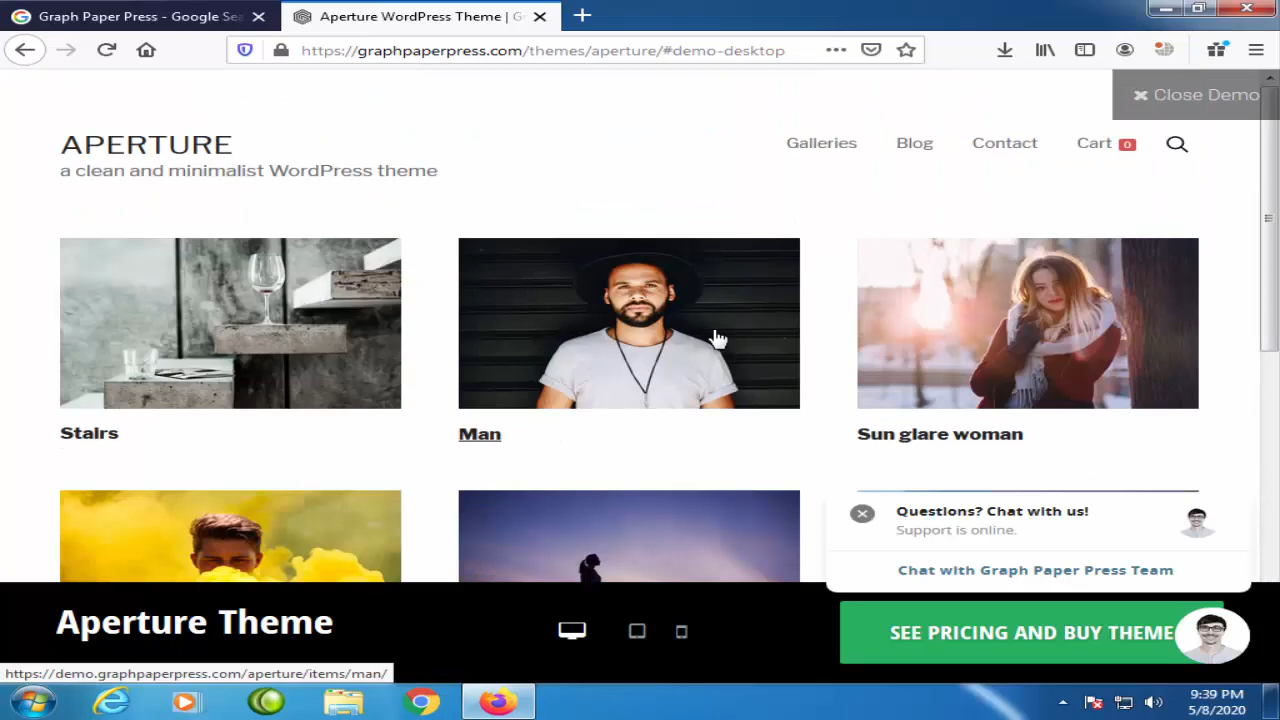 Graph Paper Press - Google Sea
Aperture WordPress Theme | G
https://graphpaperpress.com/themes/aperture/#demo-desktop
Close Demo
APERTURE
a clean and minimalist WordPress theme
Galleries
Blog
Contact
Cart 0
Stairs
Man
Sun glare woman
Questions? Chat with us!
Support is online.
Chat with Graph Paper Press Team
Aperture Theme
SEE PRICING AND BUY THEME
https://demo.graphpaperpress.com/aperture/items/man/
9:39 PM
5/8/2020